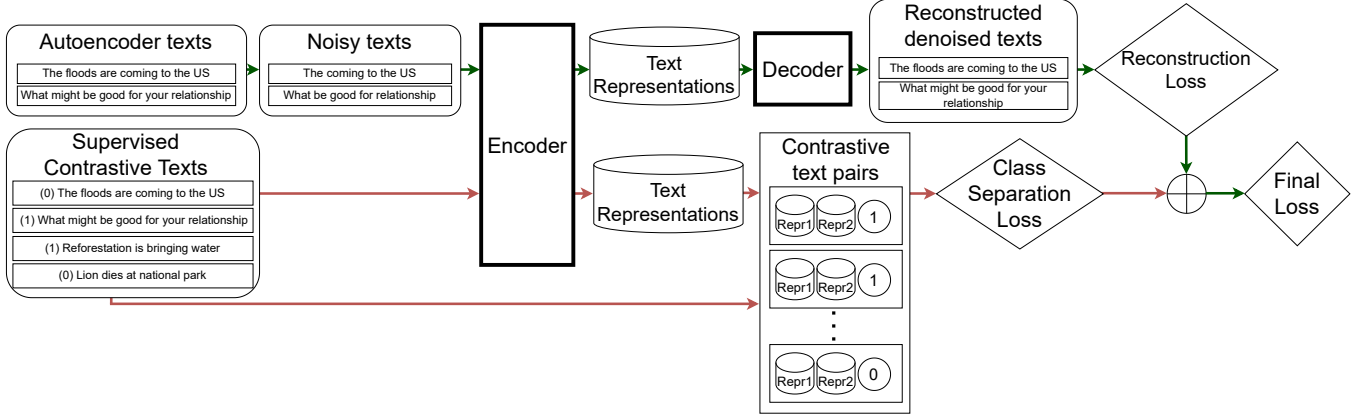 Autoencoder texts
The floods are coming to the US
What might be good for your relationship
Noisy texts
The coming to the US
What be good for relationship
Encoder
Text
Representations
Decoder
Reconstructed
denoised texts
The floods are coming to the US
What might be good for your
relationship
Reconstruction
Loss
Supervised
Contrastive Texts
(0) The floods are coming to the US
(1) What might be good for your relationship
(1) Reforestation is bringing water
(0) Lion dies at national park
Text
Representations
Contrastive
text pairs
Repr1 Repr2 1
Repr1 Repr2 1
Repr1 Repr2 0
Class
Separation
Loss
Final
Loss